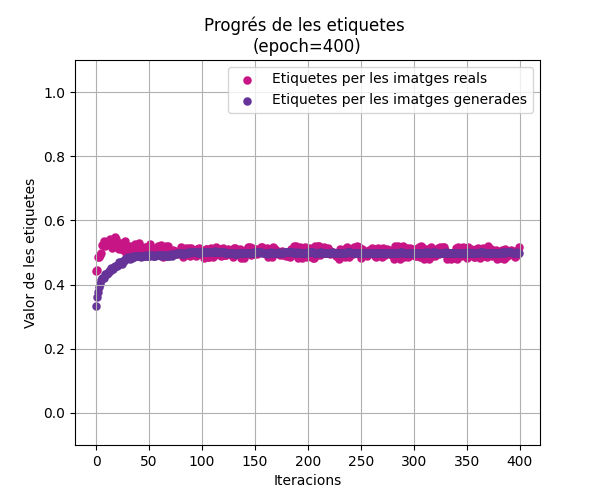 Progrés de les etiquetes
(epoch=400)
Etiquetes per les imatges reals
Etiquetes per les imatges generades
Valor de les etiquetes
1.0
0.8
0.6
0.4
0.2
0.0
0 50 100 150 200 250 300 350 400
Iteracions